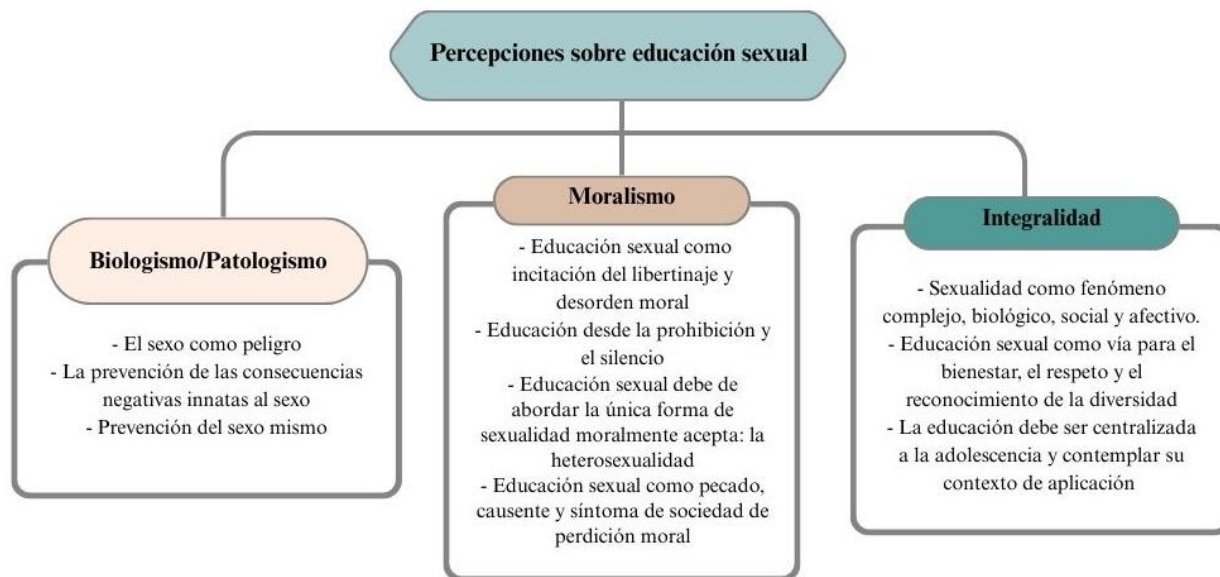 Percepciones sobre educación sexual
Biologismo/Patologismo
- El sexo como peligro
- La prevención de las consecuencias
negativas innatas al sexo
- Prevención del sexo mismo
Moralismo
- Educación sexual como
incitación del libertinaje y
desorden moral
- Educación desde la prohibición y
el silencio
- Educación sexual debe de
abordar la única forma de
sexualidad moralmente acepta: la
heterosexualidad
- Educación sexual como pecado,
causente y síntoma de sociedad de
perdición moral
Integralidad
- Sexualidad como fenómeno
complejo, biológico, social y afectivo.
- Educación sexual como vía para el
bienestar, el respeto y el
reconocimiento de la diversidad
- La educación debe ser centralizada
a la adolescencia y contemplar su
contexto de aplicación